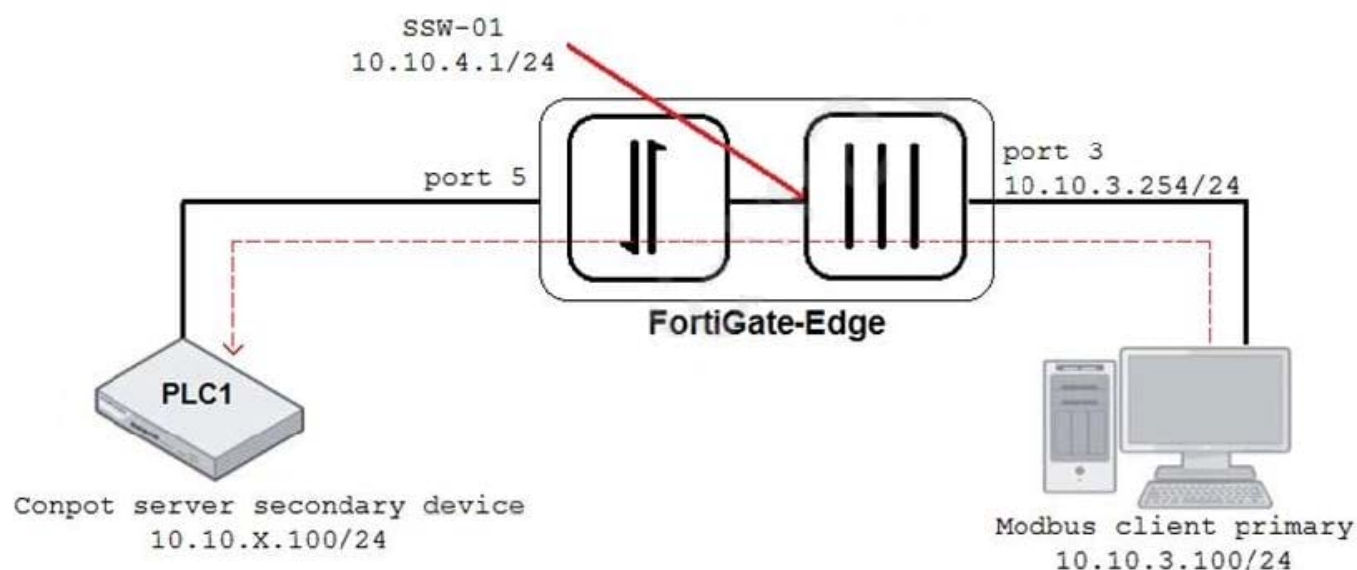 SSW-01
10.10.4.1/24
port 5
port 3
10.10.3.254/24
FortiGate-Edge
PLC1
Conpot server secondary device
10.10.X.100/24
Modbus client primary
10.10.3.100/24